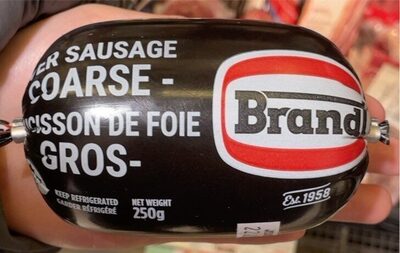 ER SAUSAGE
COARSE -
CISSON DE FOIE
GROS-
Brandt
KEEP REFRIGERATED
GARDER RÉFRIGÉRÉ
NET WEIGHT
250g
Est. 1958